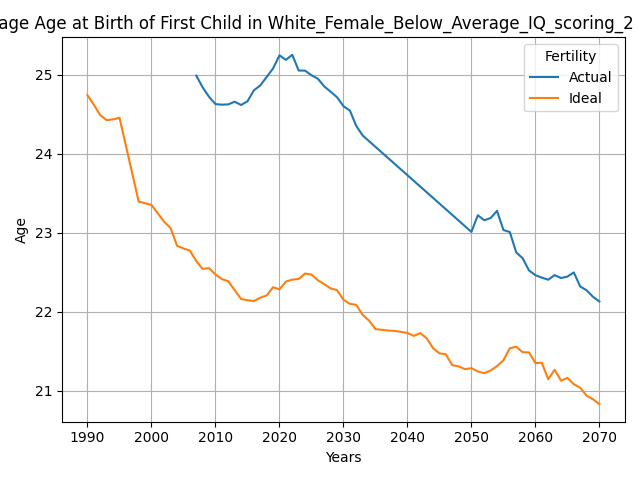 age Age at Birth of First Child in White_Female_Below_Average_IQ_scoring_2
Fertility
Actual
Ideal
25
24
23
22
21
Age
1990 2000 2010 2020 2030 2040 2050 2060 2070
Years